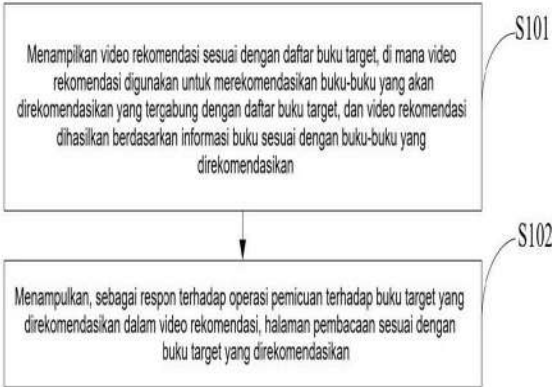 S101
Menampilkan video rekomendasi sesuai dengan daftar buku target, di mana video
rekomendasi digunakan untuk merekomendasikan buku-buku yang akan
direkomendasikan yang tergabung dengan daftar buku target, dan video rekomendasi
dihasilkan berdasarkan informasi buku sesuai dengan buku-buku yang
direkomendasikan
S102
Menampulkan, sebagai respon terhadap operasi pemicuan terhadap buku target yang
direkomendasikan dalam video rekomendasi, halaman pembacaan sesuai dengan
buku target yang direkomendasikan